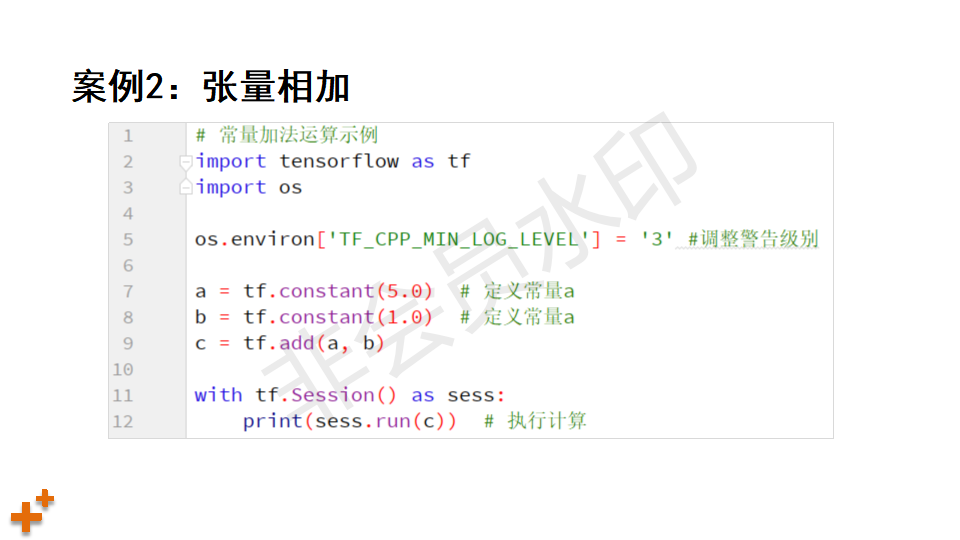 案例2：张量相加
1 # 常量加法运算示例
2 import tensorflow as tf
3 import os
4
5 os.environ['TF_CPP_MIN_LOG_LEVEL'] = '3' #调整警告级别
6
7 a = tf.constant(5.0)  # 定义常量a
8 b = tf.constant(1.0)  # 定义常量a
9 c = tf.add(a, b)
10
11 with tf.Session() as sess:
12     print(sess.run(c))  # 执行计算
非会员水印